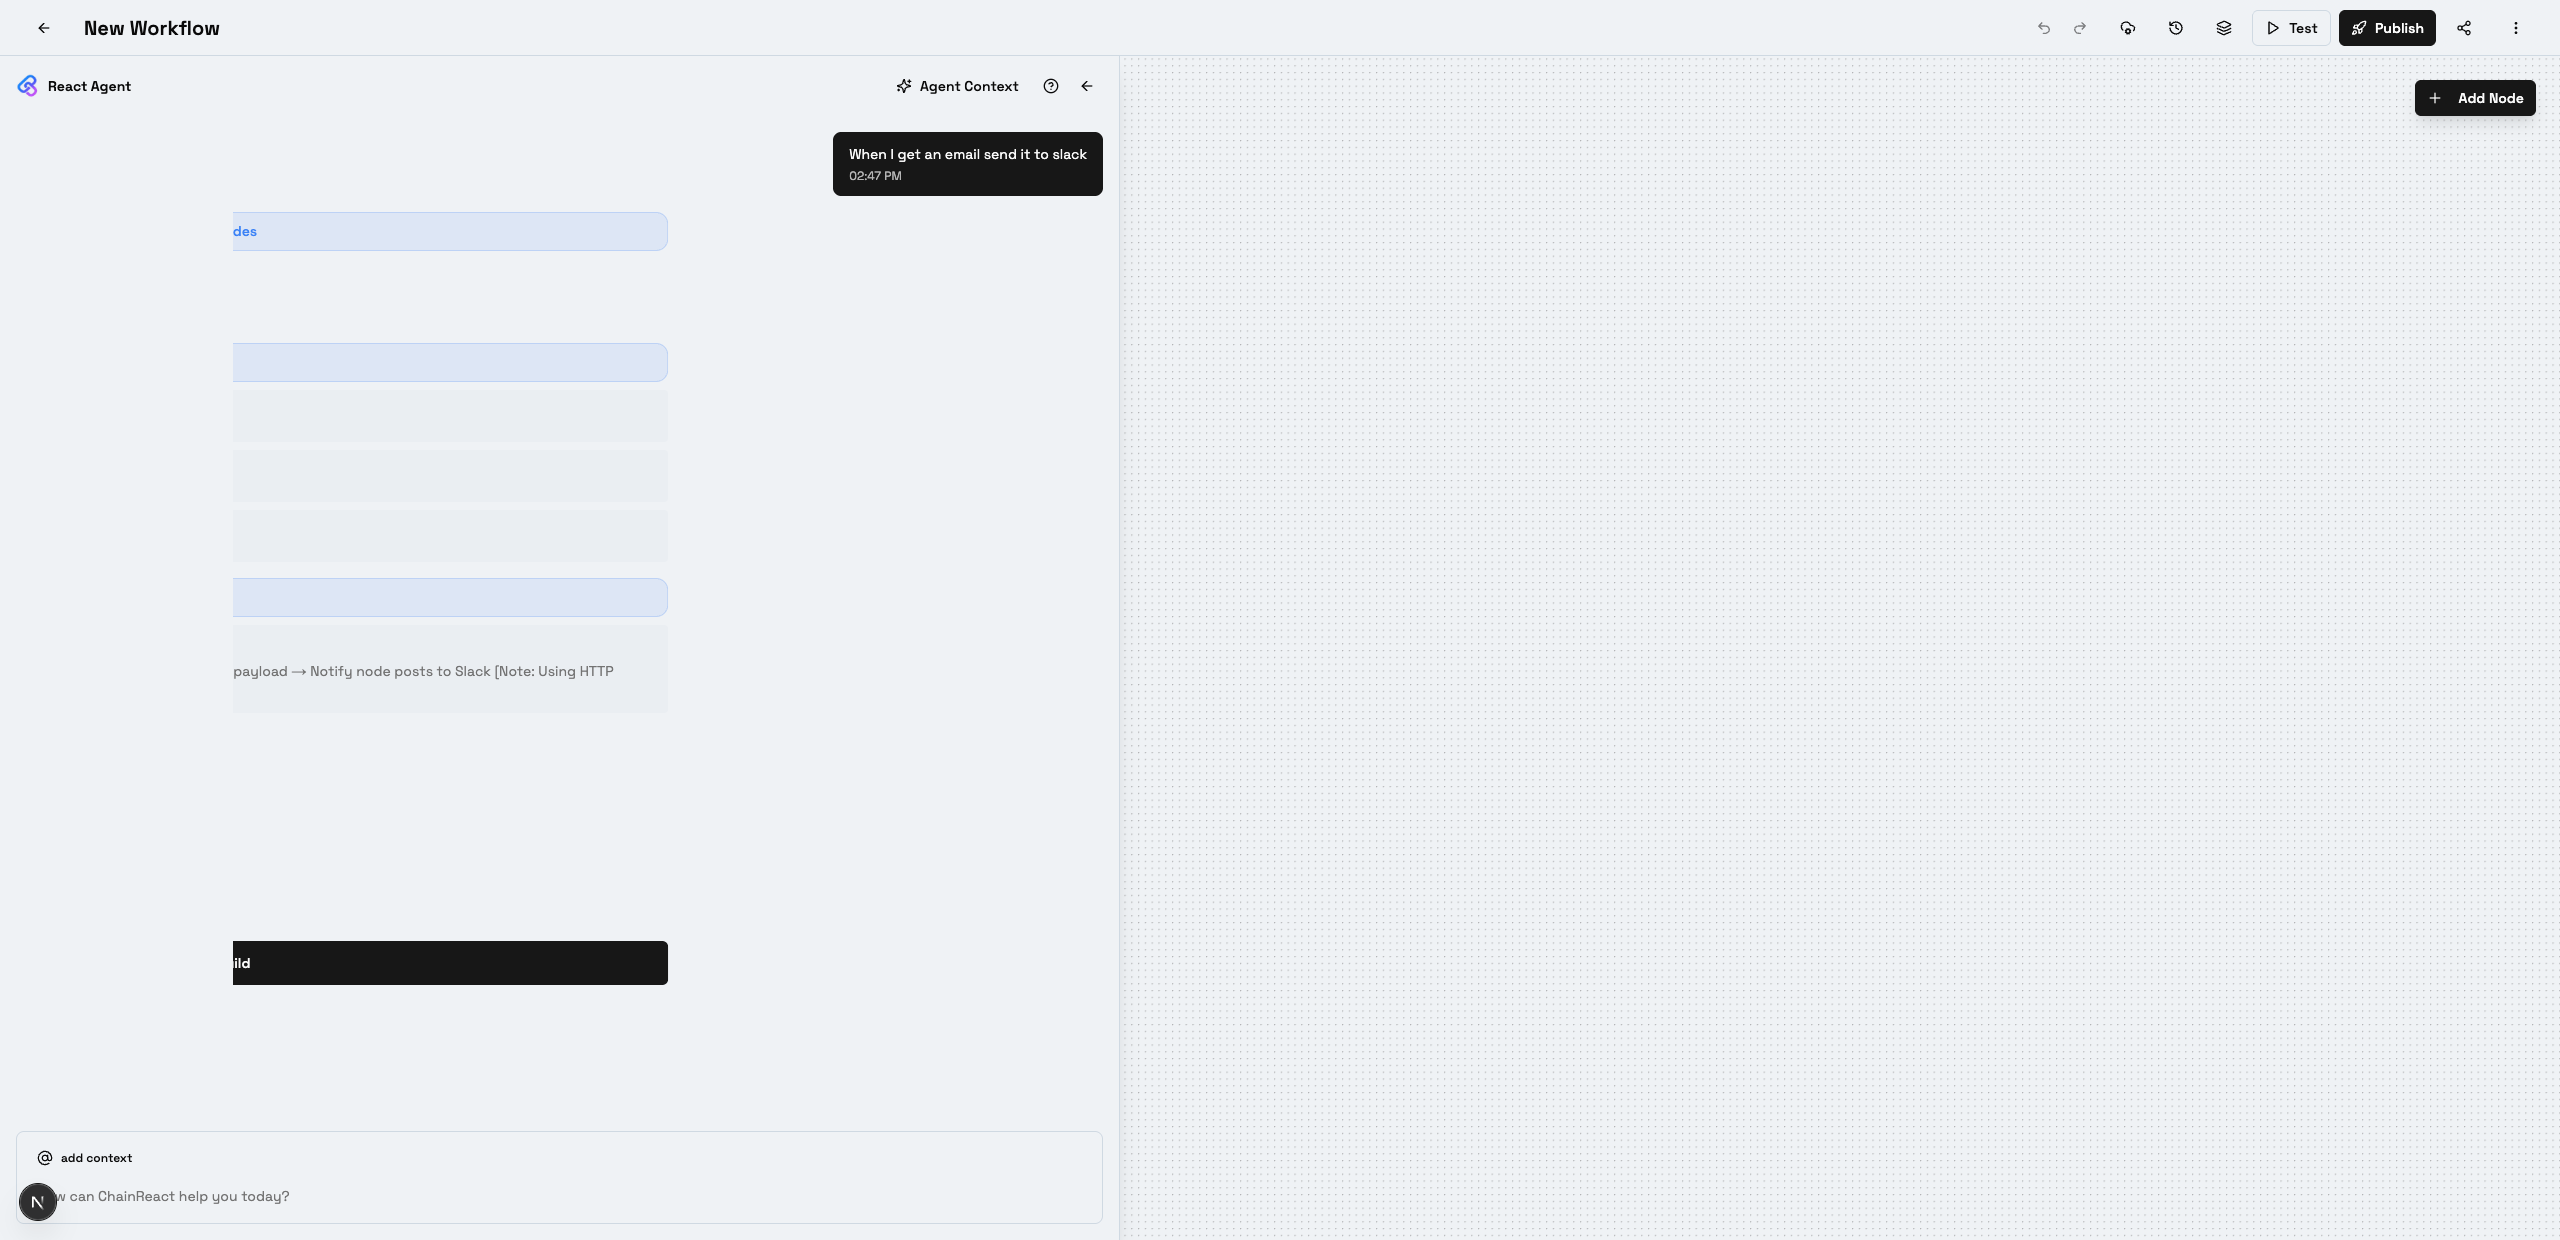 New Workflow
Test
Publish
React Agent
Agent Context
Add Node
When I get an email send it to slack
02:47 PM
des
payload → Notify node posts to Slack [Note: Using HTTP
ild
add context
w can ChainReact help you today?
N